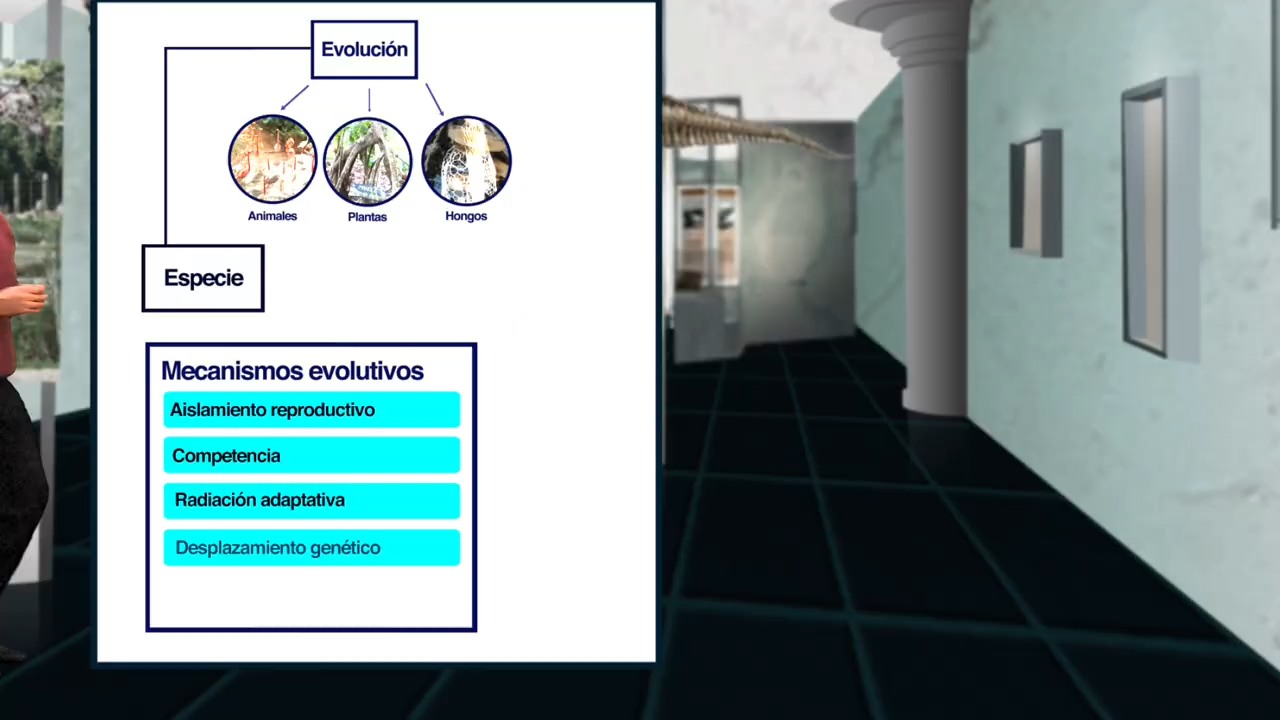 Evolución
Animales
Plantas
Hongos
Especie
Mecanismos evolutivos
Aislamiento reproductivo
Competencia
Radiación adaptativa
Desplazamiento genético